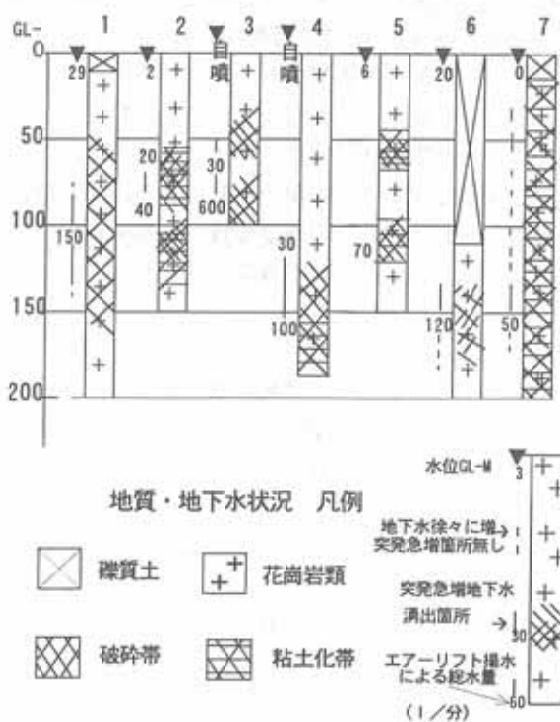 GL- 1 2 3 4 5 6 7
0
50
100
150
200
29
150
2
20
40
自噴
30
600
自噴
30
100
6
70
20
120
0
50
地質・地下水状況 凡例
礫質土
花崗岩類
破砕帯
粘土化帯
水位GL-M
3
地下水徐々に増
突発急増箇所無し
突発急増地下水
湧出箇所
30
エアーリフト揚水
による総水量
(l/分)
50